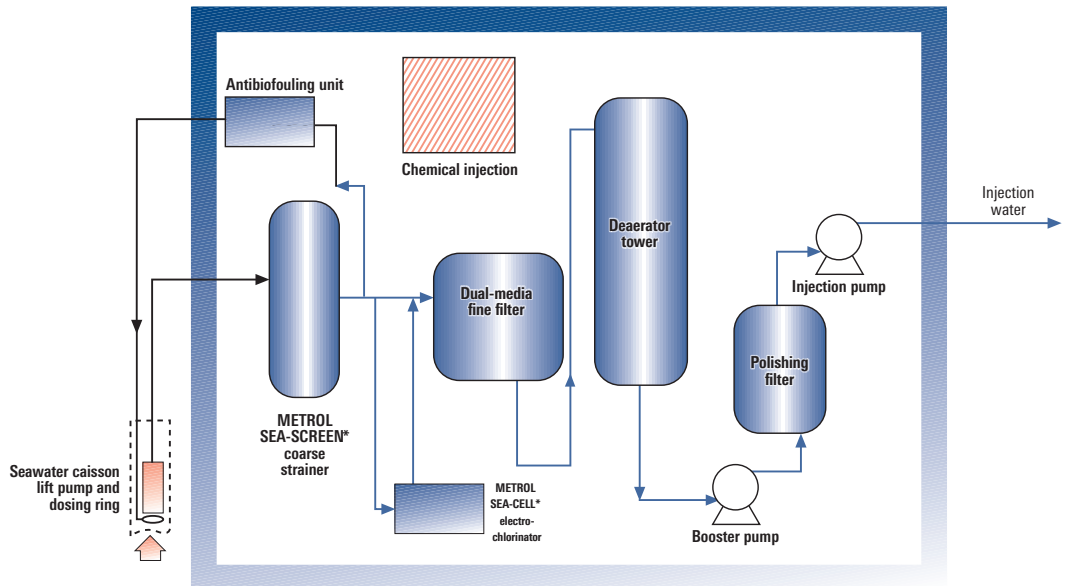 Antibiofouling unit
Chemical injection
Deaerator
tower
Injection
water
Injection pump
Dual-media
fine filter
Polishing
filter
METROL
SEA-SCREEN*
coarse
strainer
Seawater caisson
lift pump and
dosing ring
METROL
SEA-CELL*
electro-
chlorinator
Booster pump